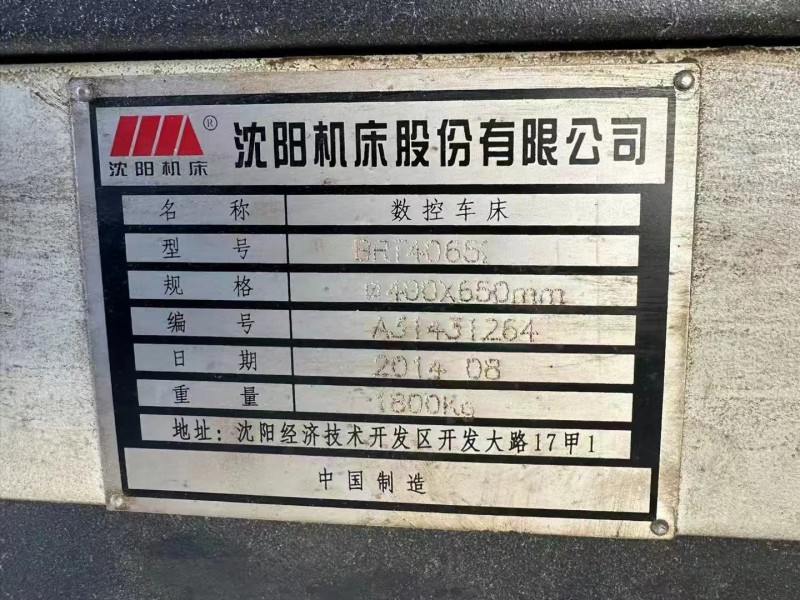 沈阳机床® 沈阳机床股份有限公司
名 称 数控车床
型 号
规 格 ø400X650mm
编 号 A31431264
日 期 2014 08
重 量 1800Kg
地址：沈阳经济技术开发区开发大路17甲1
中国制造